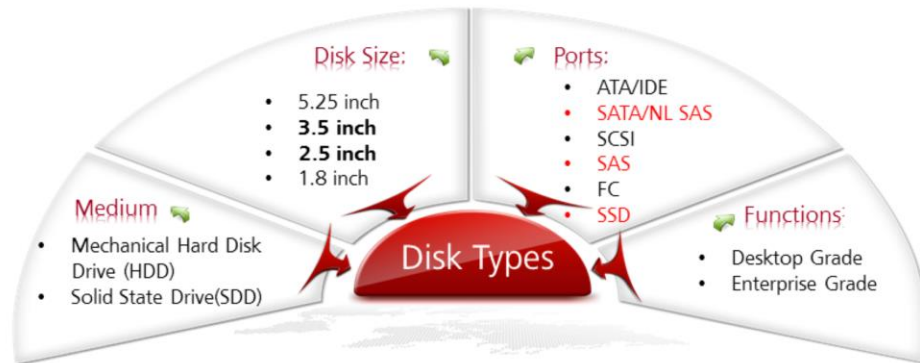 Disk Size:
• 5.25 inch
• 3.5 inch
• 2.5 inch
• 1.8 inch
Ports:
• ATA/IDE
• SATA/NL SAS
• SCSI
• SAS
• FC
• SSD
Medium
• Mechanical Hard Disk
Drive (HDD)
• Solid State Drive(SDD)
Disk Types
Functions:
• Desktop Grade
• Enterprise Grade